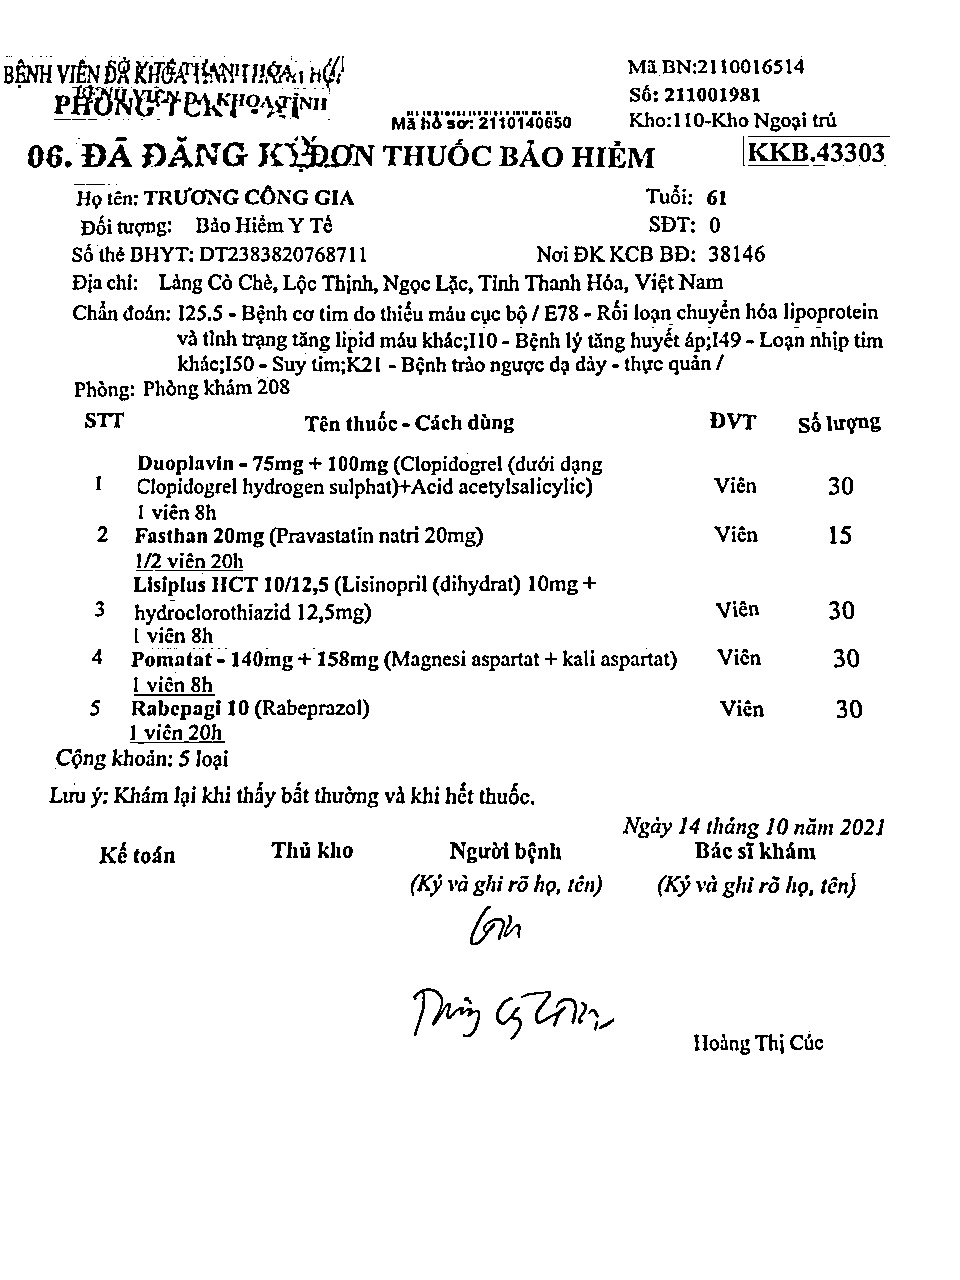 BỆNH VIỆN ĐA KHOA
Mã BN:2110016514
Số: 211001981
Mã hồ sơ: 2110140650
Kho:110-Kho Ngoại trú
06. ĐÃ ĐĂNG KÝ ĐƠN THUỐC BẢO HIỂM
KKB.43303
Họ tên: TRƯƠNG CÔNG GIA
Tuổi: 61
Đối tượng: Bảo Hiểm Y Tế
SĐT: 0
Số thẻ BHYT: DT2383820768711
Nơi ĐK KCB BĐ: 38146
Địa chỉ: Làng Cò Chè, Lộc Thịnh, Ngọc Lặc, Tỉnh Thanh Hóa, Việt Nam
Chẩn đoán: I25.5 - Bệnh cơ tim do thiếu máu cục bộ / E78 - Rối loạn chuyển hóa lipoprotein
và tình trạng tăng lipid máu khác;I10 - Bệnh lý tăng huyết áp;I49 - Loạn nhịp tim
khác;I50 - Suy tim;K21 - Bệnh trào ngược dạ dày - thực quản /
Phòng: Phòng khám 208
STT Tên thuốc - Cách dùng ĐVT Số lượng
Duoplavin - 75mg + 100mg (Clopidogrel (dưới dạng
1 Clopidogrel hydrogen sulphat)+Acid acetylsalicylic) Viên 30
1 viên 8h
2 Fasthan 20mg (Pravastatin natri 20mg) Viên 15
1/2 viên 20h
Lisiplus HCT 10/12,5 (Lisinopril (dihydrat) 10mg +
3 hydroclorothiazid 12,5mg) Viên 30
1 viên 8h
4 Pomatat - 140mg + 158mg (Magnesi aspartat + kali aspartat) Viên 30
1 viên 8h
5 Rabepagi 10 (Rabeprazol) Viên 30
1 viên 20h
Cộng khoản: 5 loại
Lưu ý: Khám lại khi thấy bất thường và khi hết thuốc.
Ngày 14 tháng 10 năm 2021
Kế toán Thủ kho Người bệnh Bác sĩ khám
(Ký và ghi rõ họ, tên) (Ký và ghi rõ họ, tên)
Hoàng Thị Cúc